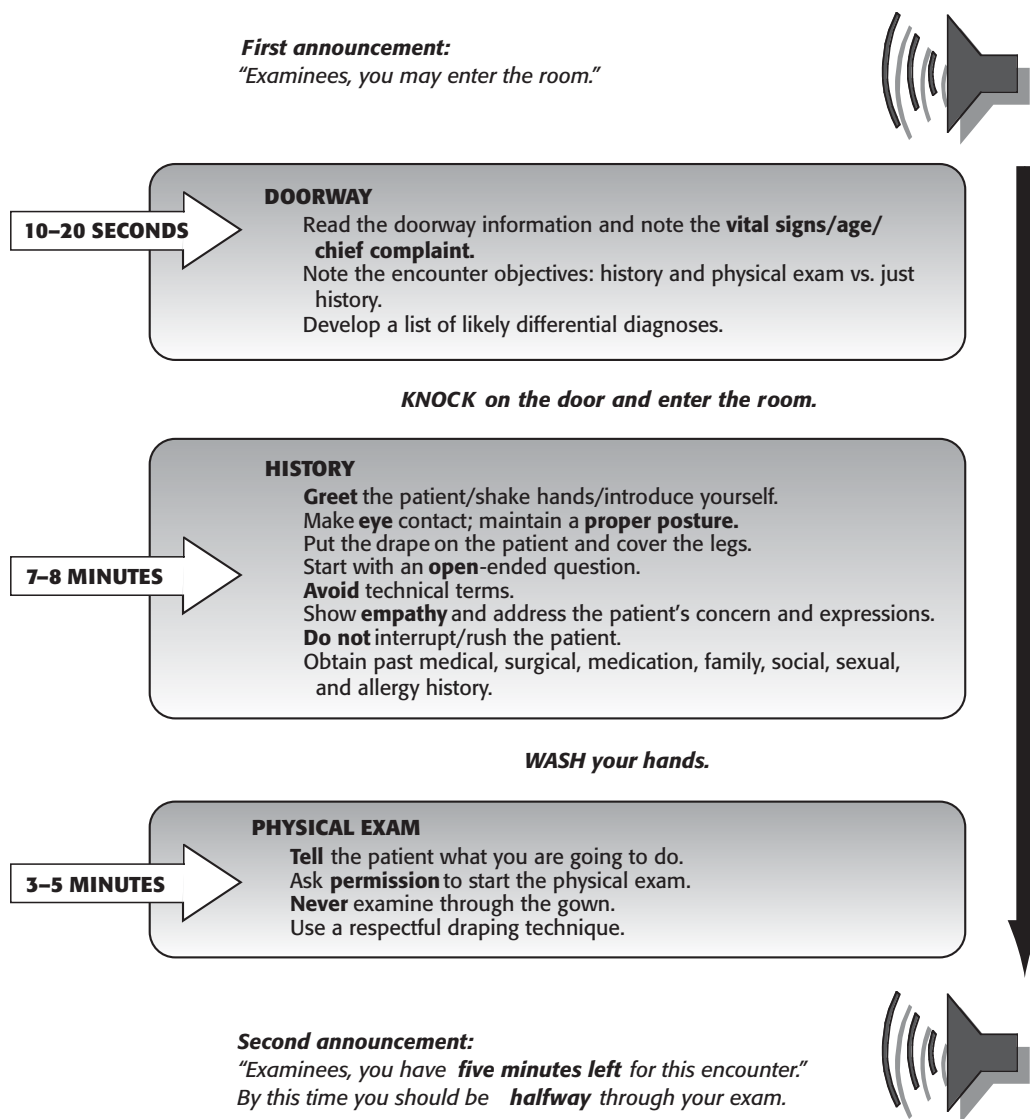 First announcement:
“Examinees, you may enter the room.”
10–20 SECONDS
DOORWAY
Read the doorway information and note the vital signs/age/
chief complaint.
Note the encounter objectives: history and physical exam vs. just
history.
Develop a list of likely differential diagnoses.
KNOCK on the door and enter the room.
7–8 MINUTES
HISTORY
Greet the patient/shake hands/introduce yourself.
Make eye contact; maintain a proper posture.
Put the drape on the patient and cover the legs.
Start with an open-ended question.
Avoid technical terms.
Show empathy and address the patient’s concern and expressions.
Do not interrupt/rush the patient.
Obtain past medical, surgical, medication, family, social, sexual,
and allergy history.
WASH your hands.
3–5 MINUTES
PHYSICAL EXAM
Tell the patient what you are going to do.
Ask permission to start the physical exam.
Never examine through the gown.
Use a respectful draping technique.
Second announcement:
“Examinees, you have five minutes left for this encounter.”
By this time you should be halfway through your exam.